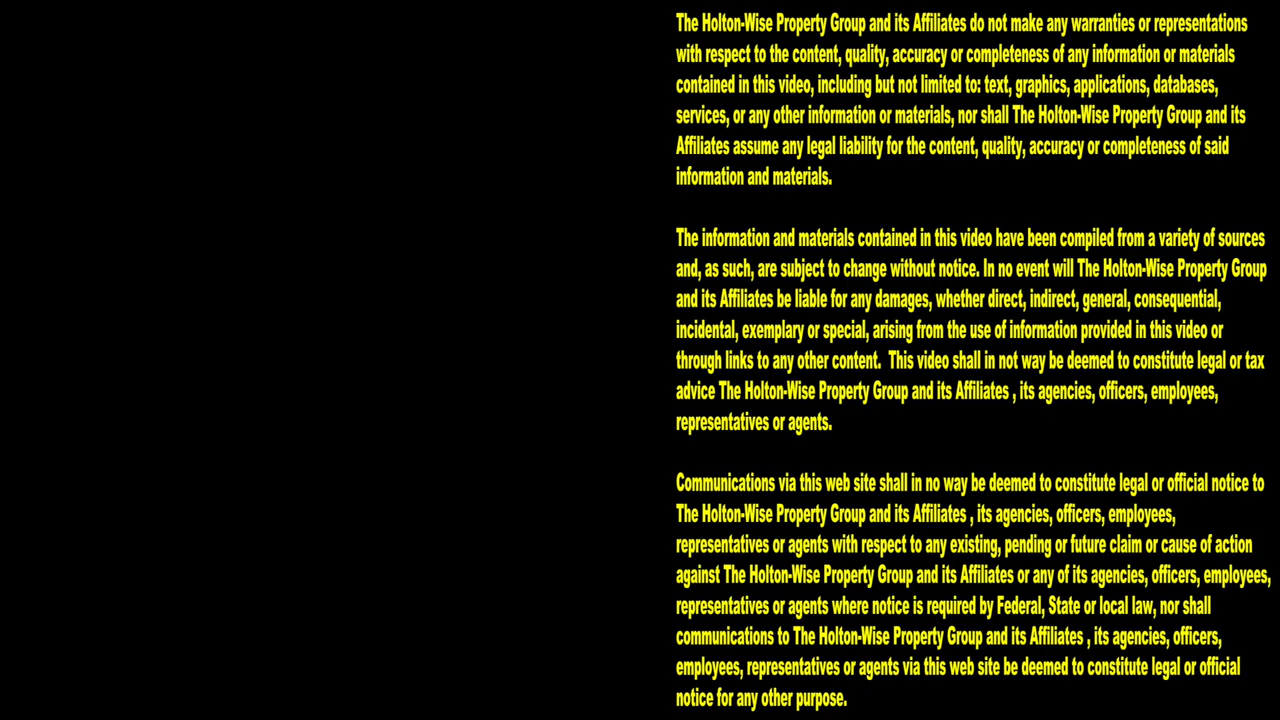 The Holton-Wise Property Group and its Affiliates do not make any warranties or representations
with respect to the content, quality, accuracy or completeness of any information or materials
contained in this video, including but not limited to: text, graphics, applications, databases,
services, or any other information or materials, nor shall The Holton-Wise Property Group and its
Affiliates assume any legal liability for the content, quality, accuracy or completeness of said
information and materials.
The information and materials contained in this video have been compiled from a variety of sources
and, as such, are subject to change without notice. In no event will The Holton-Wise Property Group
and its Affiliates be liable for any damages, whether direct, indirect, general, consequential,
incidental, exemplary or special, arising from the use of information provided in this video or
through links to any other content.  This video shall in not way be deemed to constitute legal or tax
advice The Holton-Wise Property Group and its Affiliates , its agencies, officers, employees,
representatives or agents.
Communications via this web site shall in no way be deemed to constitute legal or official notice to
The Holton-Wise Property Group and its Affiliates , its agencies, officers, employees,
representatives or agents with respect to any existing, pending or future claim or cause of action
against The Holton-Wise Property Group and its Affiliates or any of its agencies, officers, employees,
representatives or agents where notice is required by Federal, State or local law, nor shall
communications to The Holton-Wise Property Group and its Affiliates , its agencies, officers,
employees, representatives or agents via this web site be deemed to constitute legal or official
notice for any other purpose.